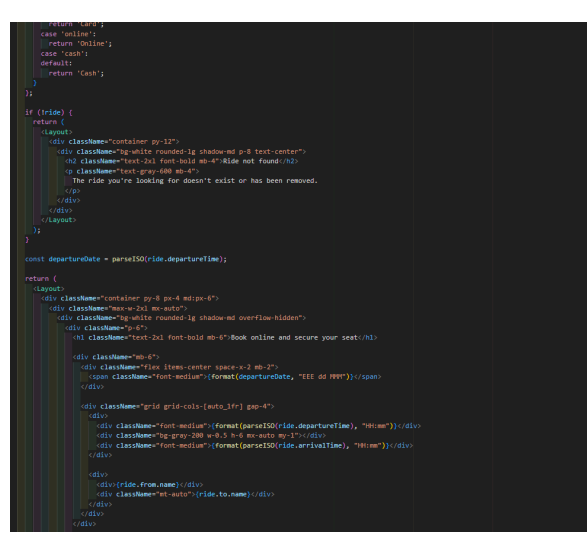 return 'Card';
case 'online':
return 'Online';
case 'cash':
default:
return 'Cash';
}
};
if (!ride) {
return (
<Layout>
<div className="container py-12">
<div className="bg-white rounded-lg shadow-md p-8 text-center">
<h2 className="text-2xl font-bold mb-4">Ride not found</h2>
<p className="text-gray-600 mb-4">
The ride you're looking for doesn't exist or has been removed.
</p>
</div>
</div>
</Layout>
);
}
const departureDate = parseISO(ride.departureTime);
return (
<Layout>
<div className="container py-8 px-4 md:px-6">
<div className="max-w-2xl mx-auto">
<div className="bg-white rounded-lg shadow-md overflow-hidden">
<div className="p-6">
<h1 className="text-2xl font-bold mb-6">Book online and secure your seat</h1>
<div className="mb-6">
<div className="flex items-center space-x-2 mb-2">
<span className="font-medium">{format(departureDate, "EEE dd MMM")}</span>
</div>
<div className="grid grid-cols-[auto_1fr] gap-4">
<div>
<div className="font-medium">{format(parseISO(ride.departureTime), "HH:mm")}</div>
<div className="bg-gray-200 w-0.5 h-6 mx-auto my-1"></div>
<div className="font-medium">{format(parseISO(ride.arrivalTime), "HH:mm")}</div>
</div>
<div>
<div>{ride.from.name}</div>
<div className="mt-auto">{ride.to.name}</div>
</div>
</div>
</div>